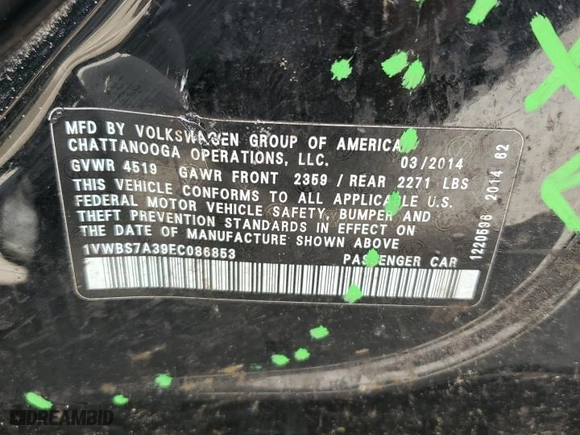 MFD BY VOLKSWAGEN GROUP OF AMERICA
CHATTANOOGA OPERATIONS, LLC. 03/2014
GVWR 4519 GAWR FRONT 2359 / REAR 2271 LBS
THIS VEHICLE CONFORMS TO ALL APPLICABLE U.S.
FEDERAL MOTOR VEHICLE SAFETY, BUMPER AND
THEFT PREVENTION STANDARDS IN EFFECT ON
THE DATE OF MANUFACTURE SHOWN ABOVE
1VWBS7A39EC086853 PASSENGER CAR
1220596 2014 82
DREAMBID